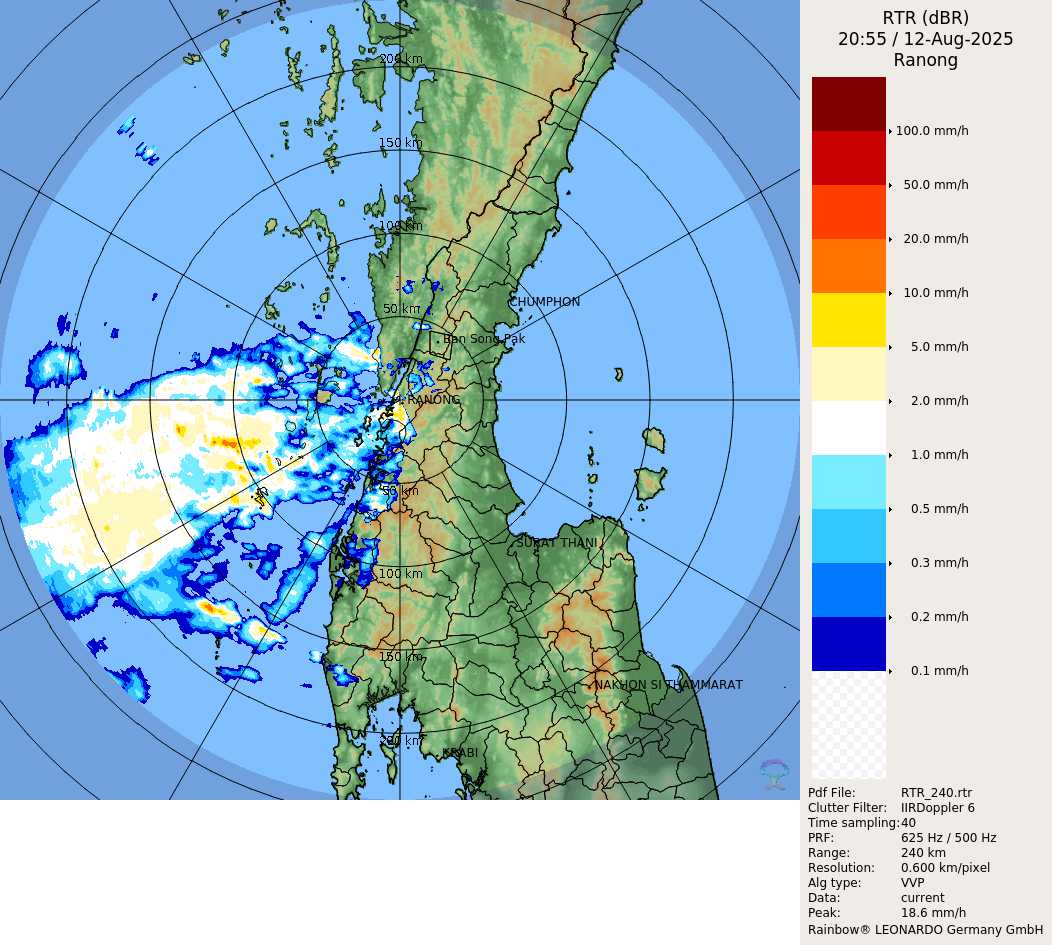 RTR (dBR)
20:55 / 12-Aug-2025
Ranong
200 km
150 km
100 km
50 km
CHUMPHON
Ban Song Pak
RANONG
50 km
SURAT THANI
100 km
150 km
NAKHON SI THAMMARAT
200 km
KRABI
100.0 mm/h
50.0 mm/h
20.0 mm/h
10.0 mm/h
5.0 mm/h
2.0 mm/h
1.0 mm/h
0.5 mm/h
0.3 mm/h
0.2 mm/h
0.1 mm/h
Pdf File: RTR_240.rtr
Clutter Filter: IIRDoppler 6
Time sampling:40
PRF: 625 Hz / 500 Hz
Range: 240 km
Resolution: 0.600 km/pixel
Alg type: VVP
Data: current
Peak: 18.6 mm/h
Rainbow® LEONARDO Germany GmbH